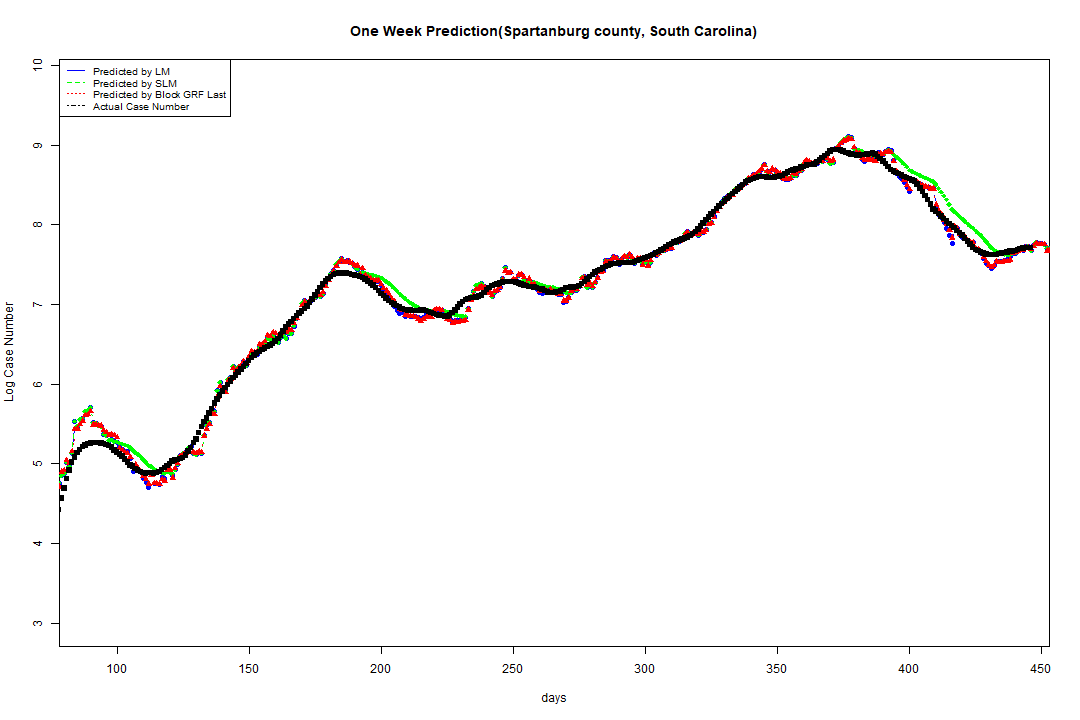 One Week Prediction(Spartanburg county, South Carolina)
Predicted by LM
Predicted by SLM
Predicted by Block GRF Last
Actual Case Number
10
9
8
7
6
5
4
3
Log Case Number
100 150 200 250 300 350 400 450
days